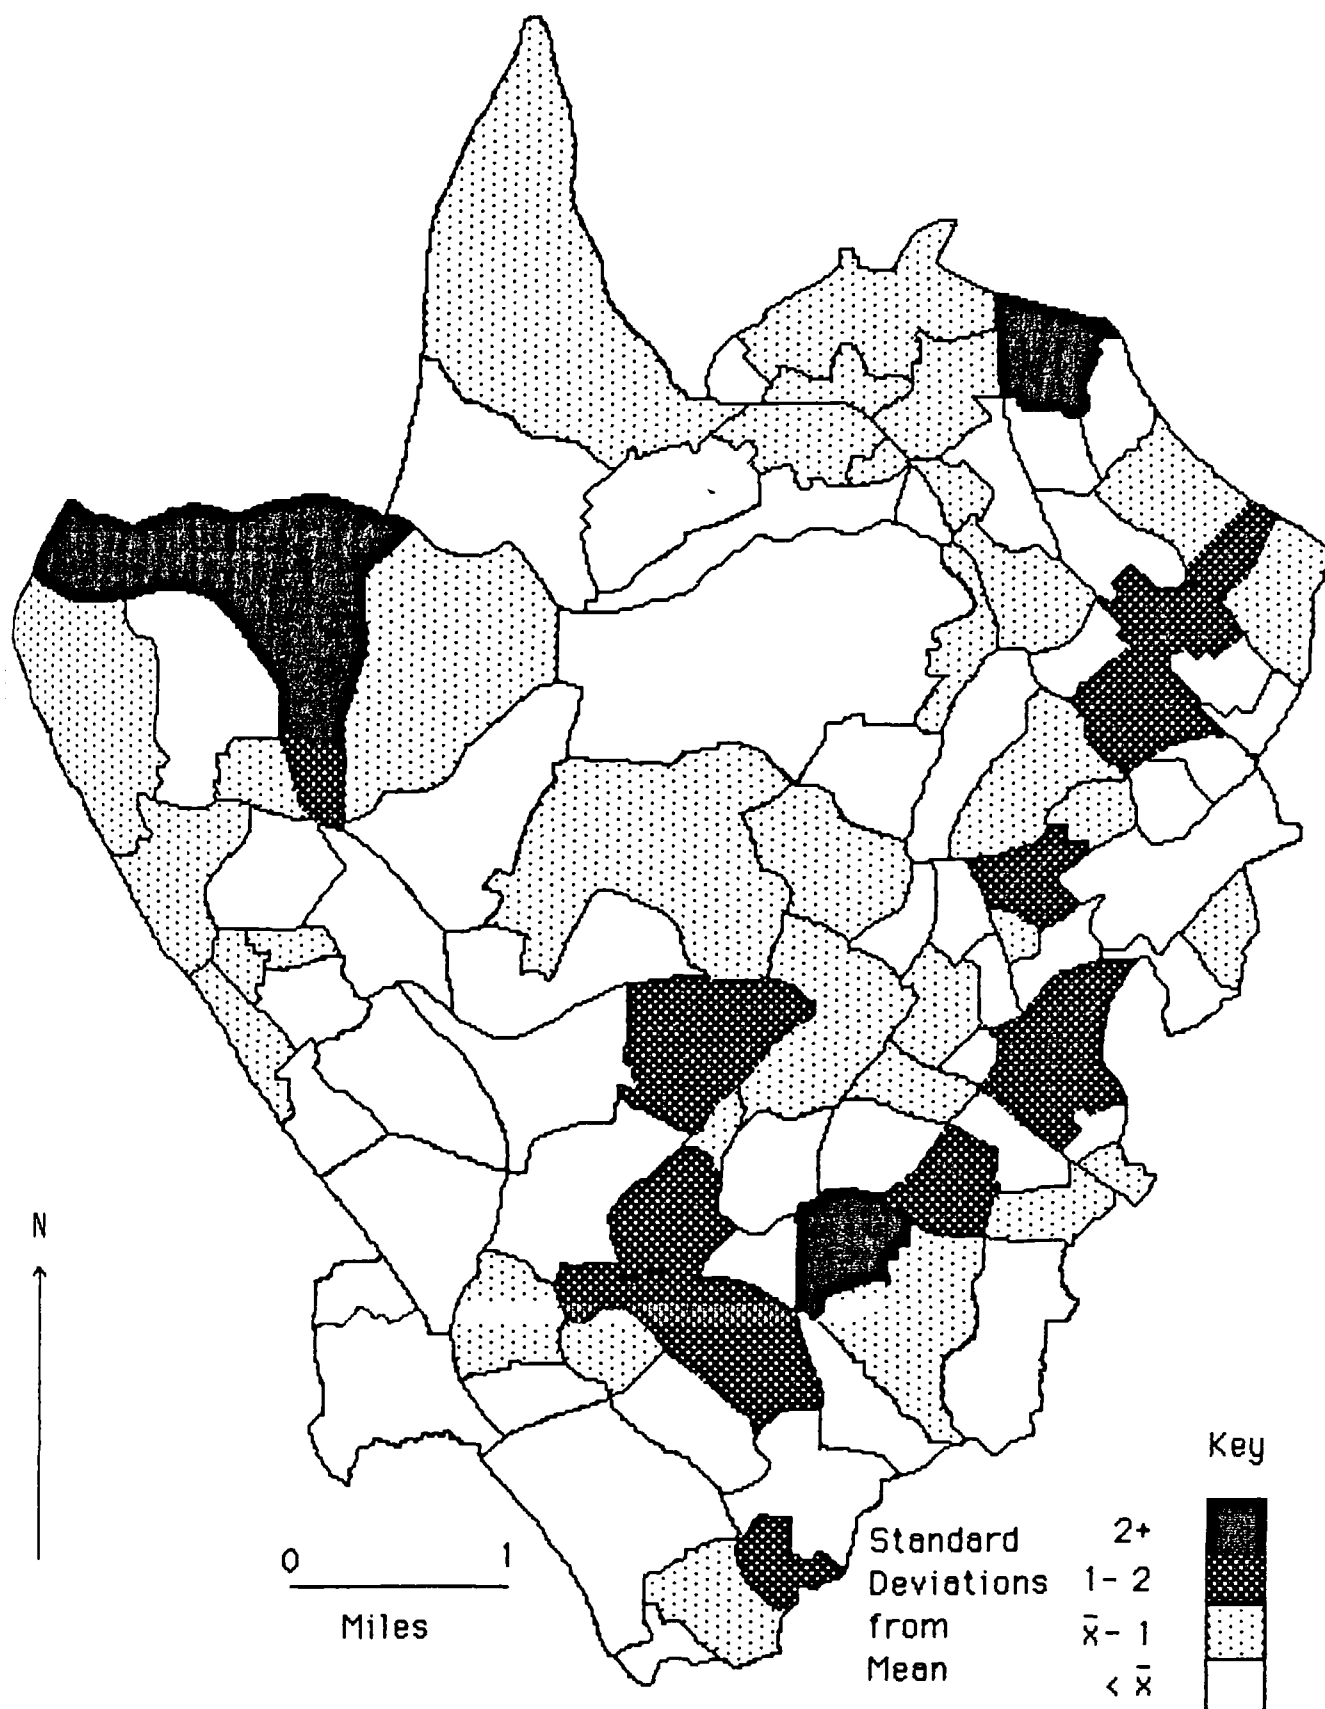 N
0 1
Miles
Key
Standard 2+
Deviations 1- 2
from x̄- 1
Mean < x̄